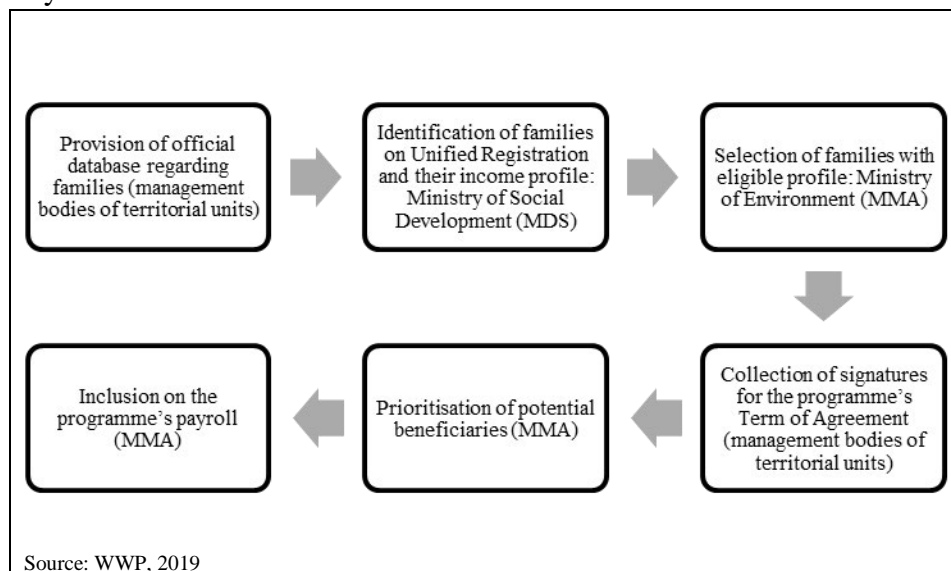 Provision of official
database regarding
families (management
bodies of territorial units)
Identification of families
on Unified Registration
and their income profile:
Ministry of Social
Development (MDS)
Selection of families with
eligible profile: Ministry
of Environment (MMA)
Collection of signatures
for the programme's
Term of Agreement
(management bodies of
territorial units)
Prioritisation of potential
beneficiaries (MMA)
Inclusion on the
programme's payroll
(MMA)
Source: WWP, 2019